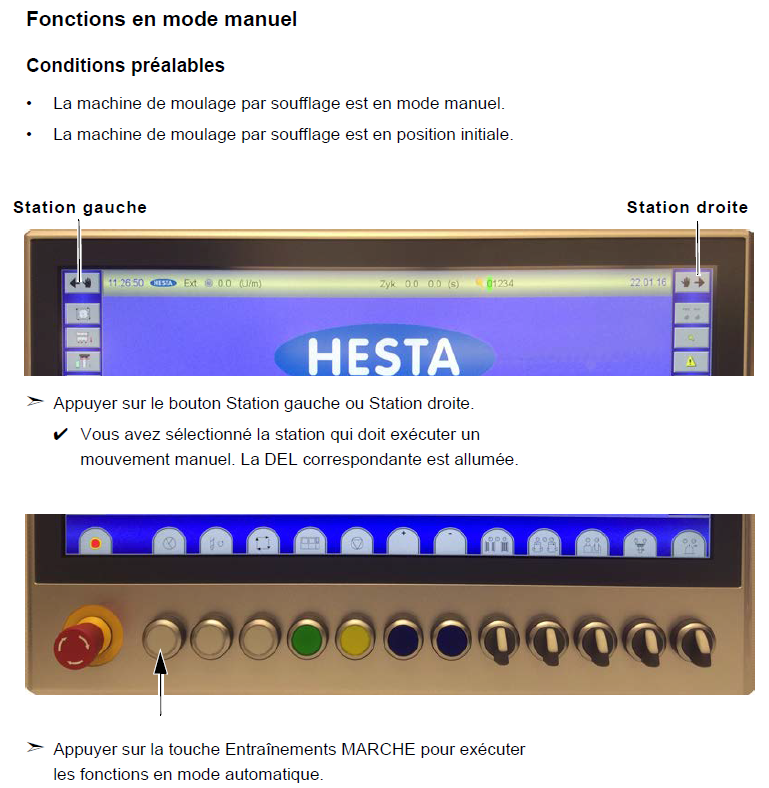 Fonctions en mode manuel
Conditions préalables
• La machine de moulage par soufflage est en mode manuel.
• La machine de moulage par soufflage est en position initiale.
Station gauche
Station droite
11:26:50 HESTA Ext 0.0 (U/m) Zyk 0.0 0.0 (s) 01234 22.01.16
HESTA
➣ Appuyer sur le bouton Station gauche ou Station droite.
✔ Vous avez sélectionné la station qui doit exécuter un
mouvement manuel. La DEL correspondante est allumée.
+ -
➣ Appuyer sur la touche Entraînements MARCHE pour exécuter
les fonctions en mode automatique.